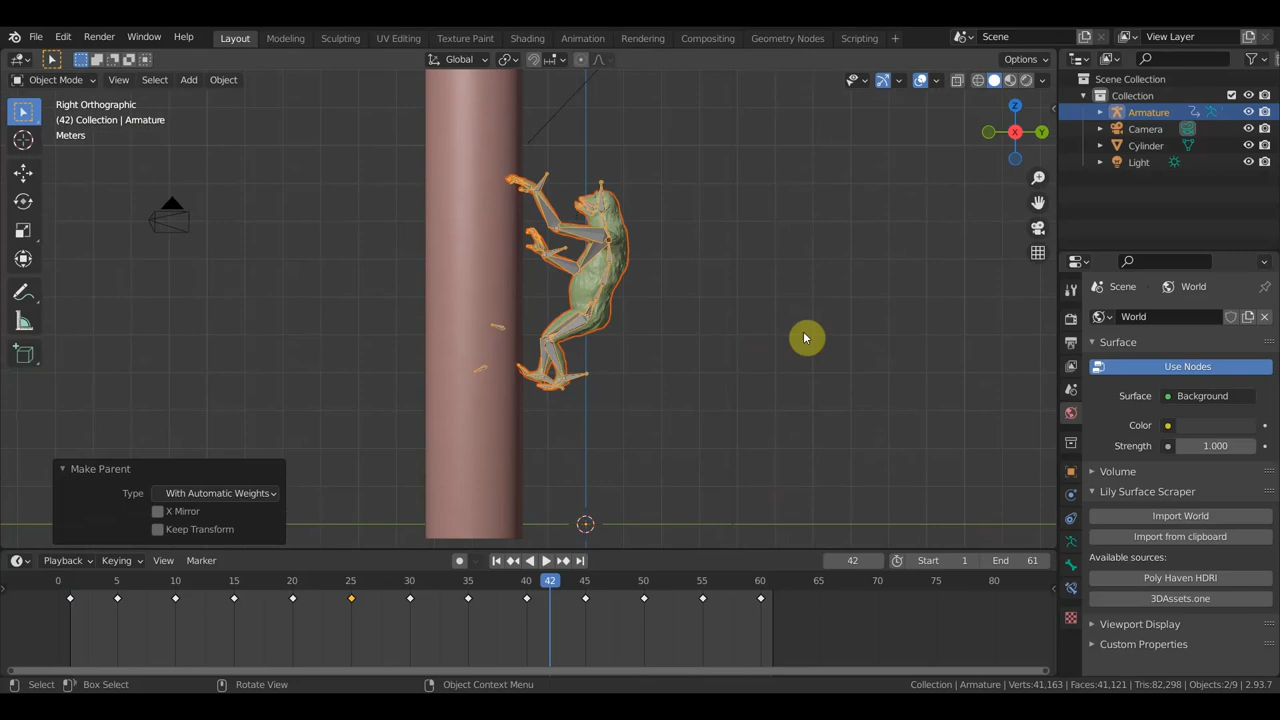 File Edit Render Window Help Layout Modeling Sculpting UV Editing Texture Paint Shading Animation Rendering Compositing Geometry Nodes Scripting + Scene View Layer
Global Options
Object Mode View Select Add Object
Right Orthographic
(42) Collection | Armature
Meters
Z
X
Y
Scene Collection
Collection
Armature
Camera
Cylinder
Light
Scene World
World
Surface
Use Nodes
Surface Background
Color
Strength 1.000
Volume
Lily Surface Scraper
Import World
Import from clipboard
Available sources:
Poly Haven HDRI
3DAssets.one
Viewport Display
Custom Properties
Make Parent
Type With Automatic Weights
X Mirror
Keep Transform
Playback Keying View Marker 42 Start 1 End 61
0 5 10 15 20 25 30 35 40 42 45 50 55 60 65 70 75 80
Select Box Select Rotate View Object Context Menu Collection | Armature | Verts:41,163 | Faces:41,121 | Tris:82,298 | Objects:2/9 | 2.93.7